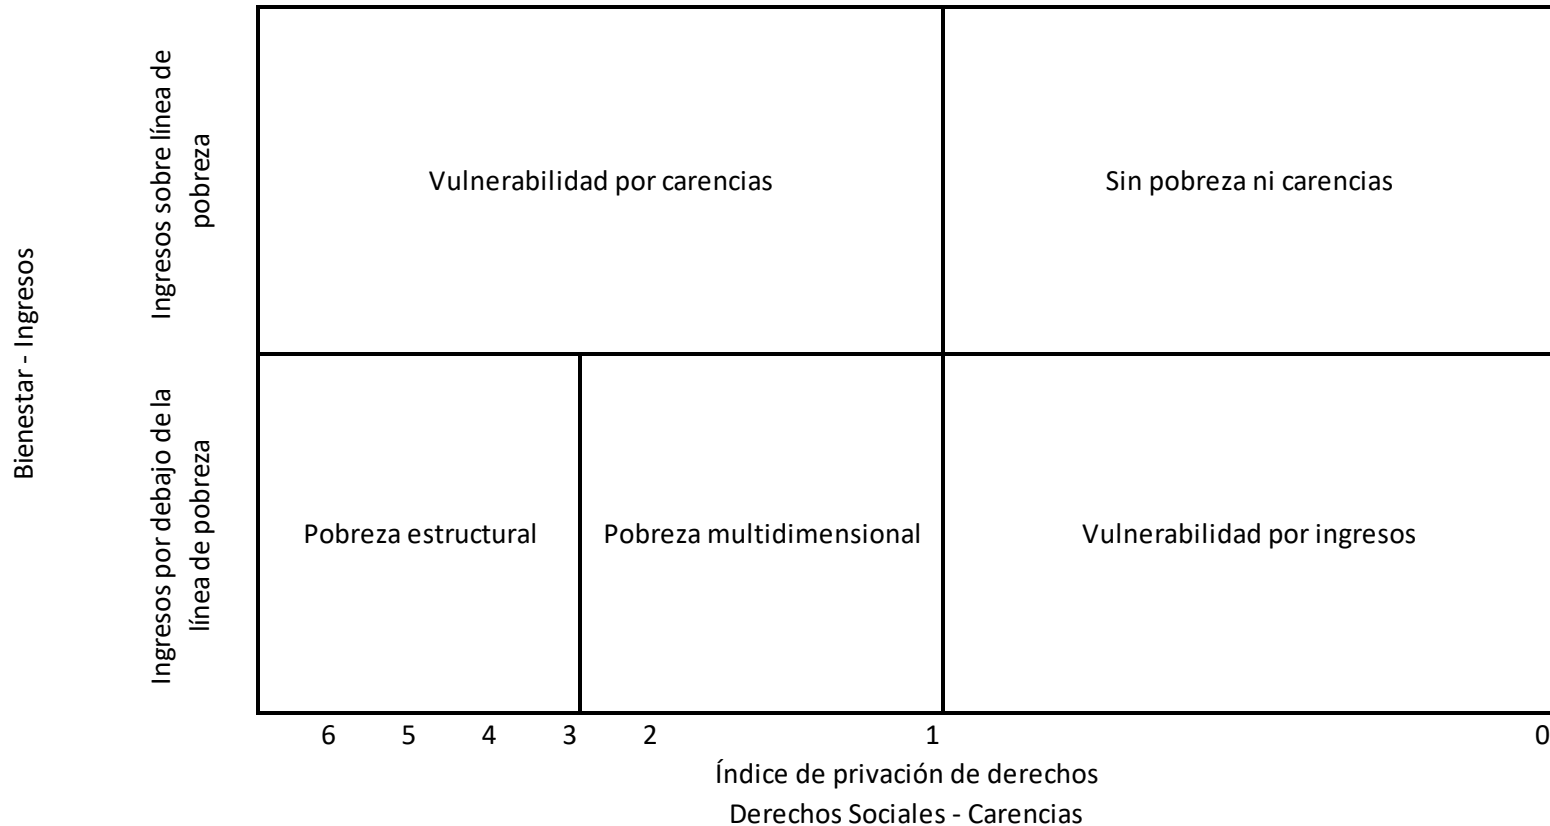 Bienestar - Ingresos
Ingresos sobre línea de
pobreza
Vulnerabilidad por carencias
Sin pobreza ni carencias
Ingresos por debajo de la
línea de pobreza
Pobreza estructural
Pobreza multidimensional
Vulnerabilidad por ingresos
6 5 4 3 2 1 0
Índice de privación de derechos
Derechos Sociales - Carencias